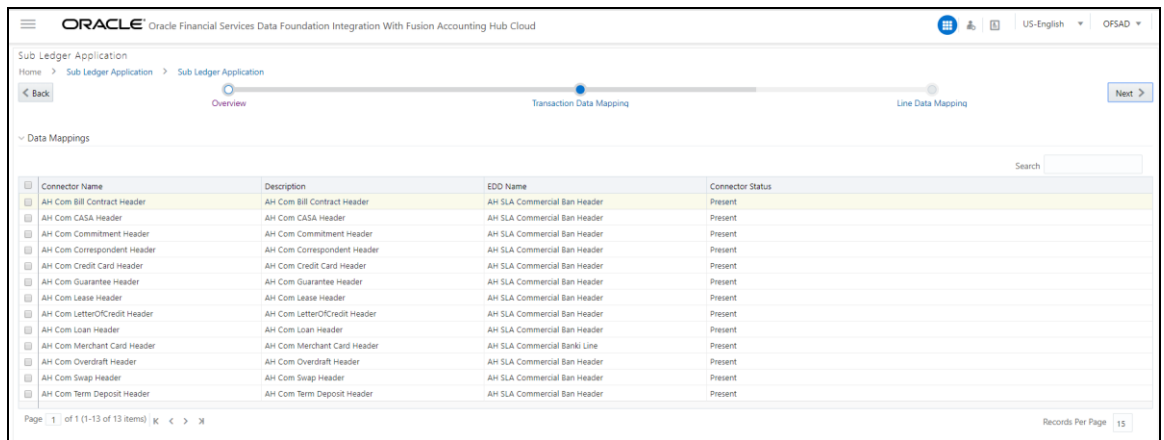 ORACLE Oracle Financial Services Data Foundation Integration With Fusion Accounting Hub Cloud US-English OFSAD
Sub Ledger Application
Home > Sub Ledger Application > Sub Ledger Application
< Back Next >
Overview Transaction Data Mapping Line Data Mapping
Data Mappings
Search
Connector Name Description EDD Name Connector Status
AH Com Bill Contract Header AH Com Bill Contract Header AH SLA Commercial Ban Header Present
AH Com CASA Header AH Com CASA Header AH SLA Commercial Ban Header Present
AH Com Commitment Header AH Com Commitment Header AH SLA Commercial Ban Header Present
AH Com Correspondent Header AH Com Correspondent Header AH SLA Commercial Ban Header Present
AH Com Credit Card Header AH Com Credit Card Header AH SLA Commercial Ban Header Present
AH Com Guarantee Header AH Com Guarantee Header AH SLA Commercial Ban Header Present
AH Com Lease Header AH Com Lease Header AH SLA Commercial Ban Header Present
AH Com LetterOfCredit Header AH Com LetterOfCredit Header AH SLA Commercial Ban Header Present
AH Com Loan Header AH Com Loan Header AH SLA Commercial Ban Header Present
AH Com Merchant Card Header AH Com Merchant Card Header AH SLA Commercial Banki Line Present
AH Com Overdraft Header AH Com Overdraft Header AH SLA Commercial Ban Header Present
AH Com Swap Header AH Com Swap Header AH SLA Commercial Ban Header Present
AH Com Term Deposit Header AH Com Term Deposit Header AH SLA Commercial Ban Header Present
Page 1 of 1 (1-13 of 13 items) Records Per Page 15